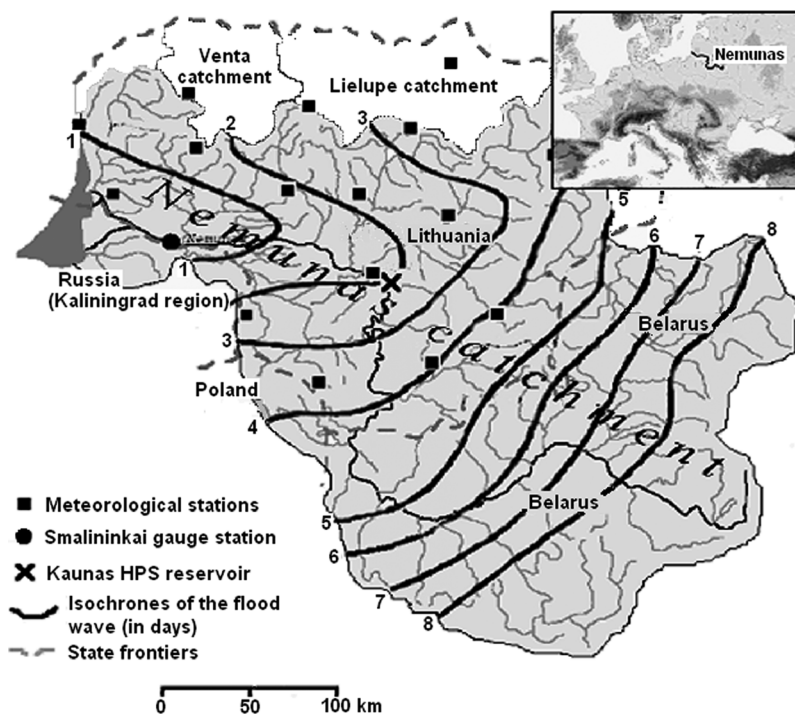 Venta
catchment
Lielupe catchment
Nemunas
1
2
3
5
6
7
8
Nemunas
catchment
Lithuania
1
Russia
(Kaliningrad region)
Belarus
3
Poland
4
Belarus
5
6
7
8
Meteorological stations
Smalininkai gauge station
Kaunas HPS reservoir
Isochrones of the flood
wave (in days)
State frontiers
0 50 100 km